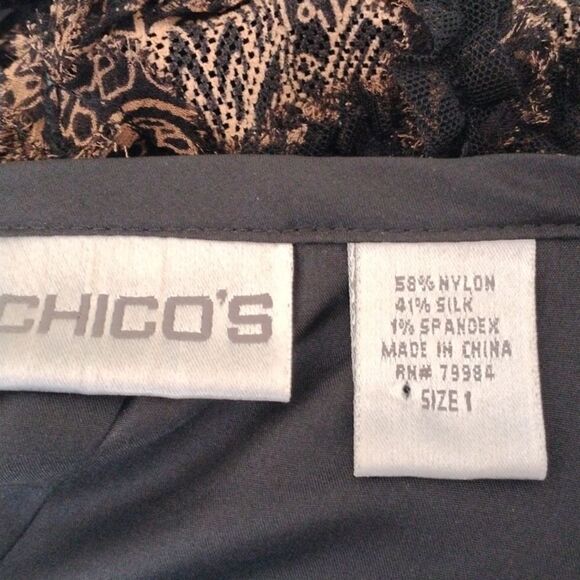 CHICO'S
58% NYLON
41% SILK
1% SPANDEX
MADE IN CHINA
RN# 79984
SIZE 1